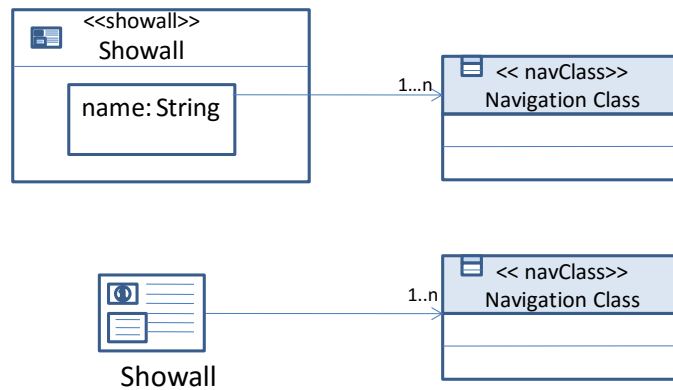 <<showall>>
Showall
name: String
1...n
<< navClass>>
Navigation Class
1..n
<< navClass>>
Navigation Class
Showall